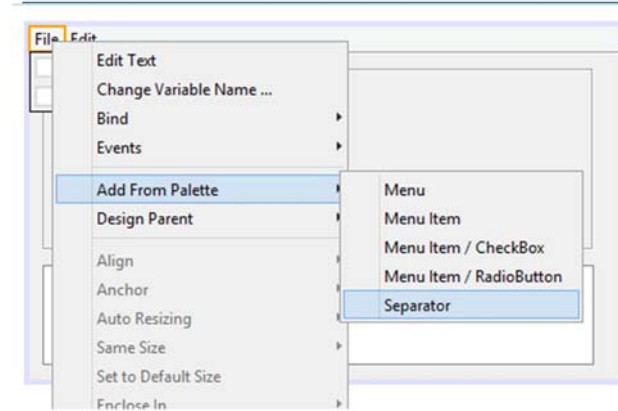 File Edit
Edit Text
Change Variable Name ...
Bind
Events
Add From Palette
Design Parent
Align
Anchor
Auto Resizing
Same Size
Set to Default Size
Enclose In
Menu
Menu Item
Menu Item / CheckBox
Menu Item / RadioButton
Separator